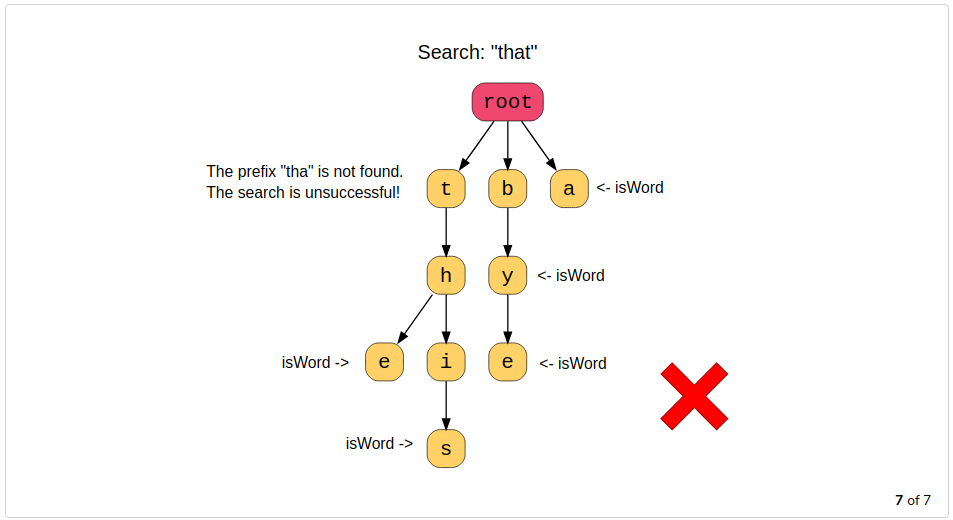 Search: "that"
root
The prefix "tha" is not found.
The search is unsuccessful!
t b a <- isWord
h y <- isWord
isWord -> e i e <- isWord
isWord -> s
7 of 7